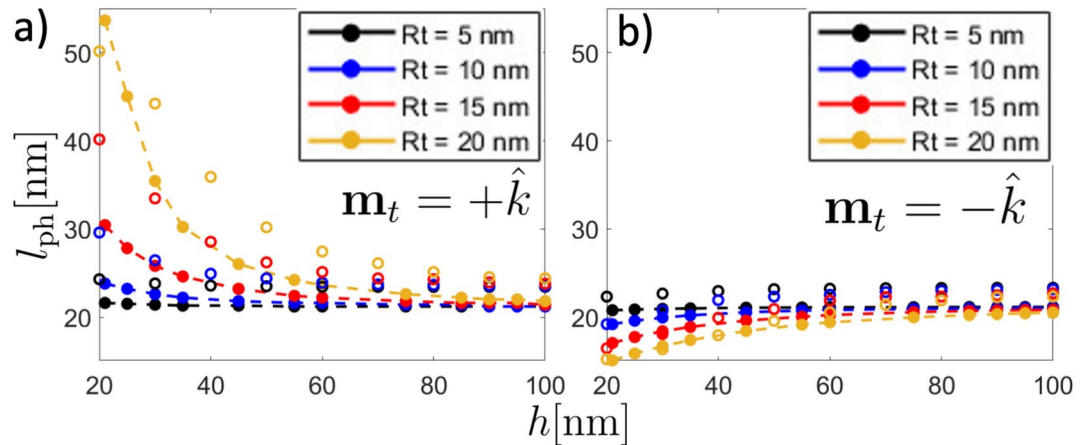 a)
Rt = 5 nm
Rt = 10 nm
Rt = 15 nm
Rt = 20 nm
m_t = +k̂
50
40
30
20
l_ph[nm]
20 40 60 80 100
b)
Rt = 5 nm
Rt = 10 nm
Rt = 15 nm
Rt = 20 nm
m_t = −k̂
50
40
30
20
20 40 60 80 100
h[nm]